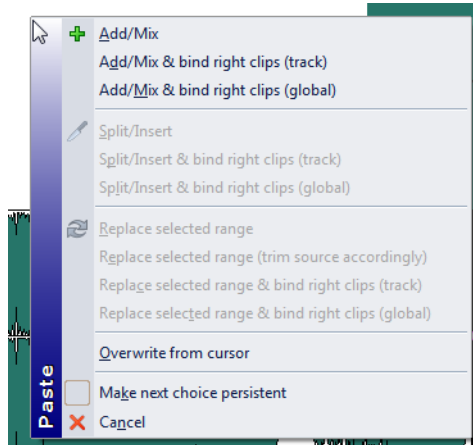 Add/Mix
Add/Mix & bind right clips (track)
Add/Mix & bind right clips (global)
Split/Insert
Split/Insert & bind right clips (track)
Split/Insert & bind right clips (global)
Replace selected range
Replace selected range (trim source accordingly)
Replace selected range & bind right clips (track)
Replace selected range & bind right clips (global)
Overwrite from cursor
Make next choice persistent
Cancel
Paste